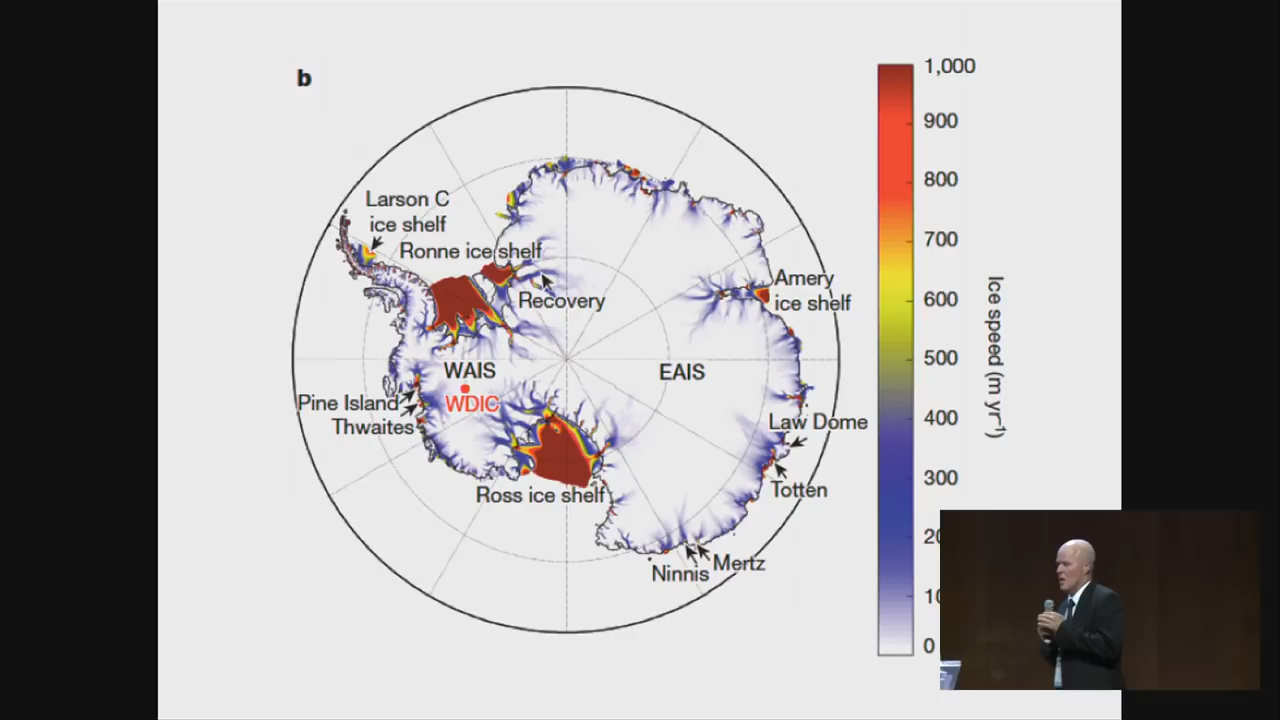 b
1,000
900
800
700
600
500
400
300
0
Ice speed (m yr⁻¹)
Larson C
ice shelf
Ronne ice shelf
Recovery
Amery
ice shelf
WAIS
EAIS
WDIC
Pine Island
Thwaites
Law Dome
Totten
Ross ice shelf
Mertz
Ninnis